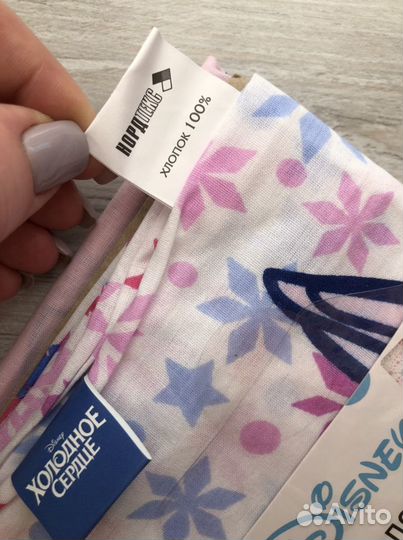 НОРДТЕКС
ХЛОПОК 100%
Disney
ХОЛОДНОЕ
СЕРДЦЕ
DISNEY
Avito